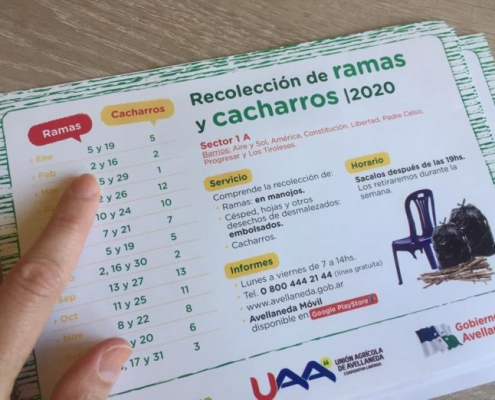 Recolección de ramas
y cacharros | 2020
Ramas
Cacharros
· Ene 5 y 19 5
· Feb 2 y 16 2
5 y 29 1
2 y 26 12
10 y 24 10
7 y 21 7
5 y 19 5
2, 16 y 30 2
Sep 13 y 27 13
· Oct 11 y 25 11
8 y 22 8
y 20 6
, 17 y 31 3
Sector 1 A
Barrios: Aire y Sol, América, Constitución, Libertad, Padre Celso,
Progresar y Los Tiroleses.
Servicio
Comprende la recolección de:
· Ramas: en manojos.
· Césped, hojas y otros
desechos de desmalezados:
embolsados.
· Cacharros.
Horario
Sacalos después de las 19hs.
Los retiraremos durante la
semana.
Informes
· Lunes a viernes de 7 a 14hs.
· Tel. 0 800 444 21 44 (línea gratuita)
· www.avellaneda.gob.ar
· Avellaneda Móvil
disponible en Google PlayStore
UAA
UNIÓN AGRÍCOLA
DE AVELLANEDA
COOPERATIVA LIMITADA
Gobierno
Avellane